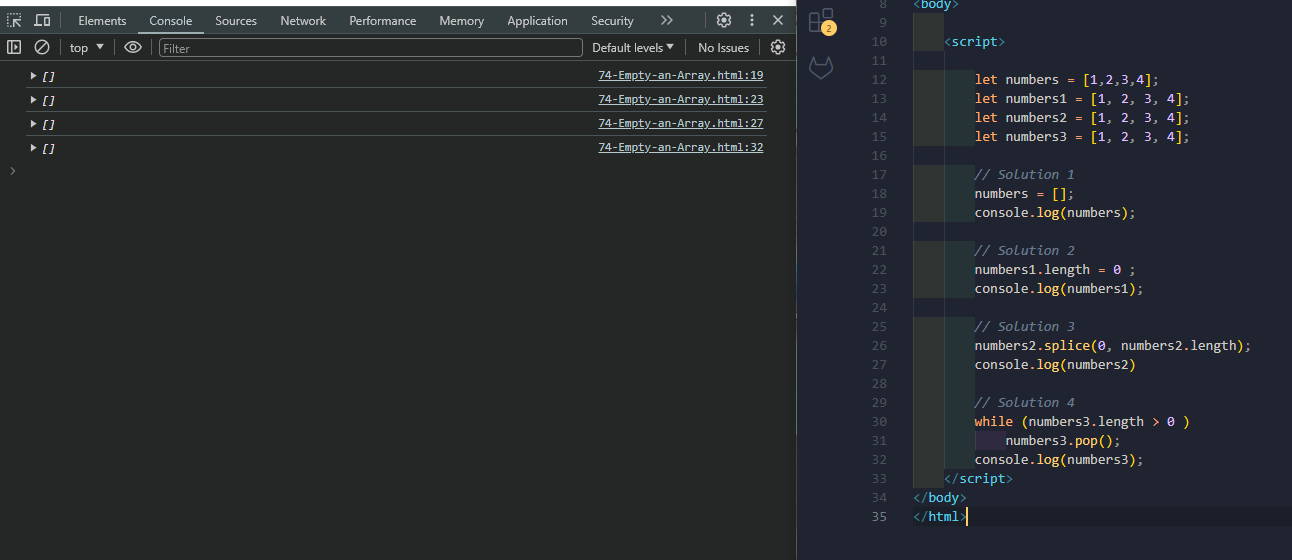 Elements Console Sources Network Performance Memory Application Security
top Filter Default levels No Issues
[] 74-Empty-an-Array.html:19
[] 74-Empty-an-Array.html:23
[] 74-Empty-an-Array.html:27
[] 74-Empty-an-Array.html:32
2
8 <body>
9
10 <script>
11
12 let numbers = [1,2,3,4];
13 let numbers1 = [1, 2, 3, 4];
14 let numbers2 = [1, 2, 3, 4];
15 let numbers3 = [1, 2, 3, 4];
16
17 // Solution 1
18 numbers = [];
19 console.log(numbers);
20
21 // Solution 2
22 numbers1.length = 0 ;
23 console.log(numbers1);
24
25 // Solution 3
26 numbers2.splice(0, numbers2.length);
27 console.log(numbers2)
28
29 // Solution 4
30 while (numbers3.length > 0 )
31 numbers3.pop();
32 console.log(numbers3);
33 </script>
34 </body>
35 </html>